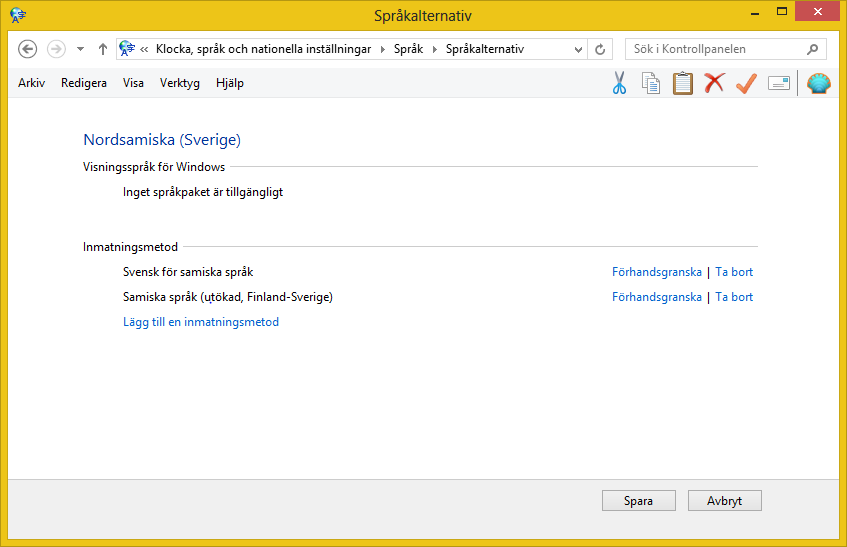 Språkalternativ
« Klocka, språk och nationella inställningar Språk Språkalternativ Sök i Kontrollpanelen
Arkiv Redigera Visa Verktyg Hjälp
Nordsamiska (Sverige)
Visningsspråk för Windows
Inget språkpaket är tillgängligt
Inmatningsmetod
Svensk för samiska språk Förhandsgranska | Ta bort
Samiska språk (utökad, Finland-Sverige) Förhandsgranska | Ta bort
Lägg till en inmatningsmetod
Spara Avbryt